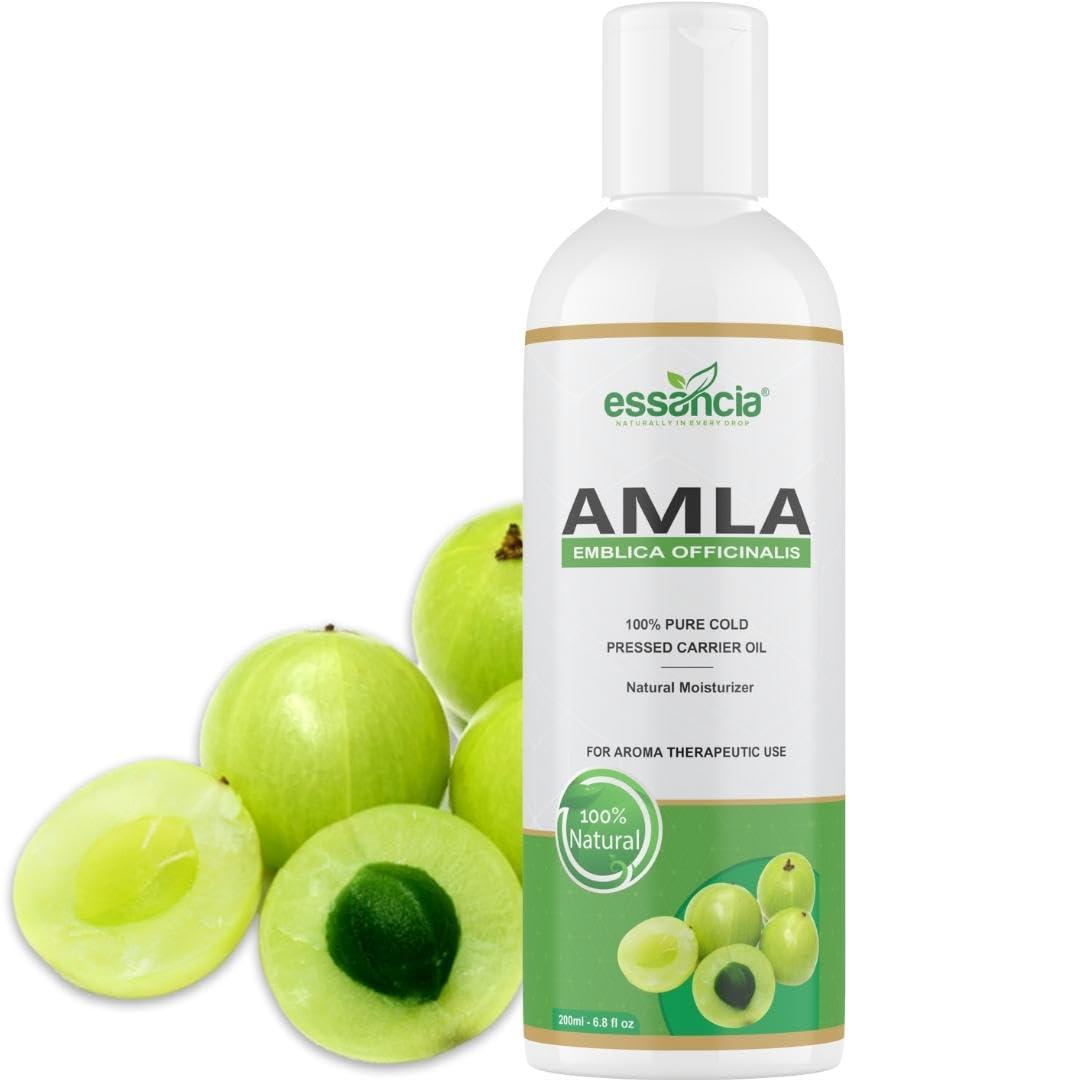 essancia®
NATURALLY IN EVERY DROP
AMLA
EMBLICA OFFICINALIS
100% PURE COLD
PRESSED CARRIER OIL
Natural Moisturizer
FOR AROMA THERAPEUTIC USE
100%
Natural
200ml - 6.8 fl oz